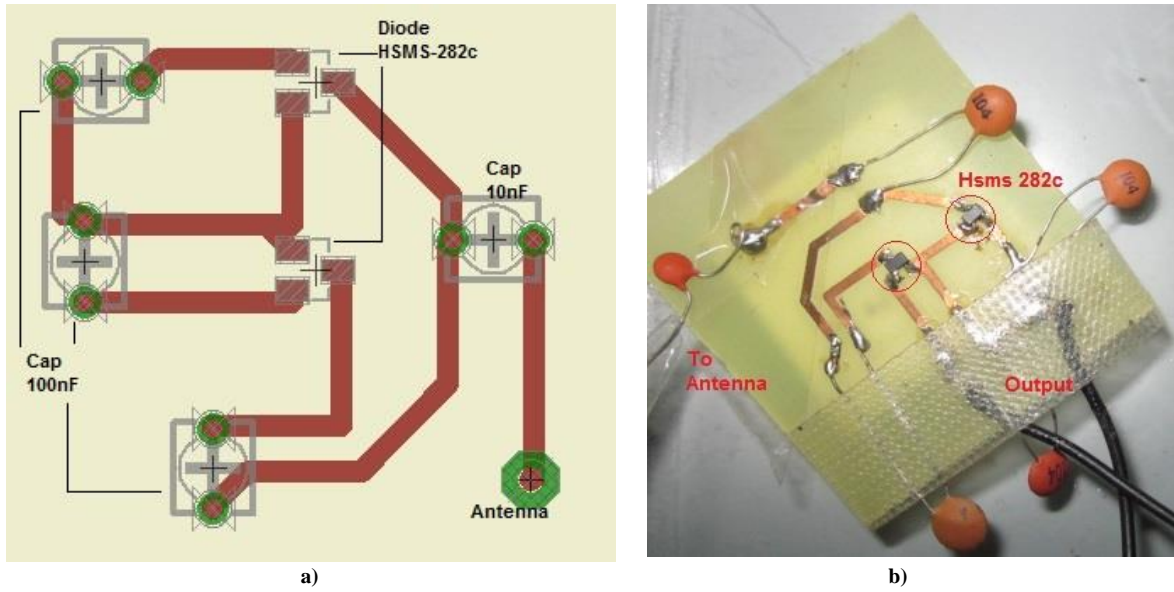 Diode
HSMS-282c
Cap
10nF
Cap
100nF
Antenna
a)
104
104
Hsms 282c
To
Antenna
Output
b)